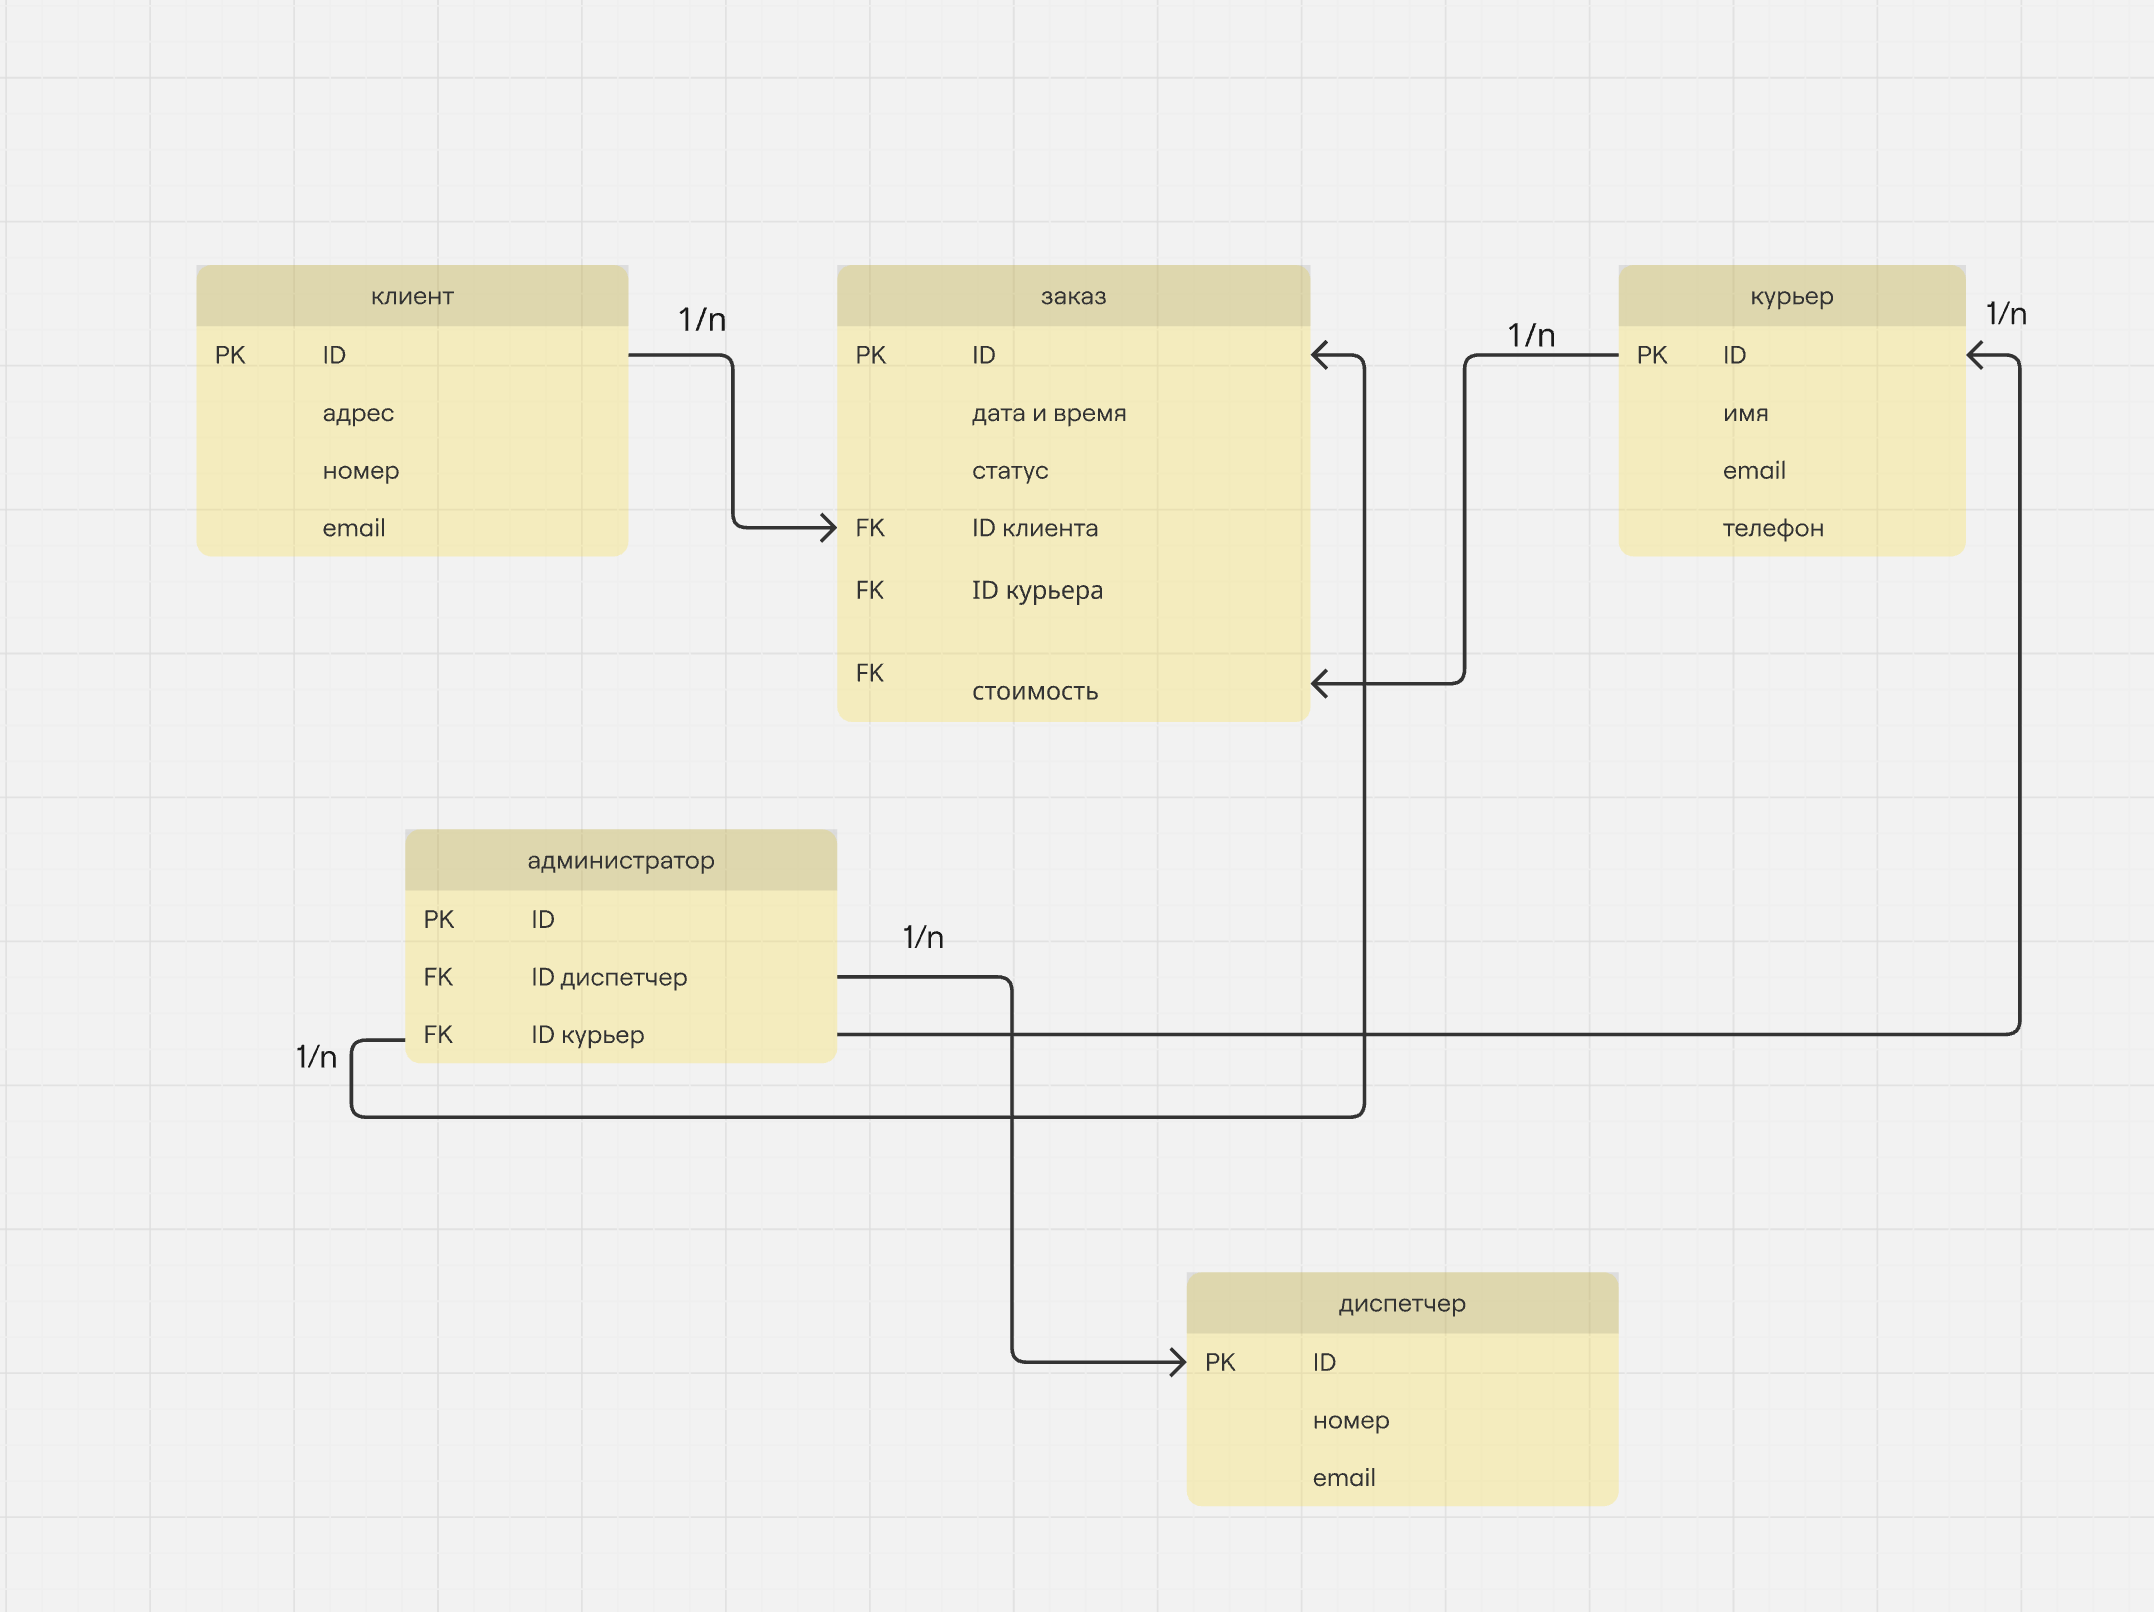 клиент
PK ID
адрес
номер
email
1/n
заказ
PK ID
дата и время
статус
FK ID клиента
FK ID курьера
FK
стоимость
1/n
курьер
PK ID
имя
email
телефон
1/n
администратор
PK ID
FK ID диспетчер
FK ID курьер
1/n
1/n
диспетчер
PK ID
номер
email